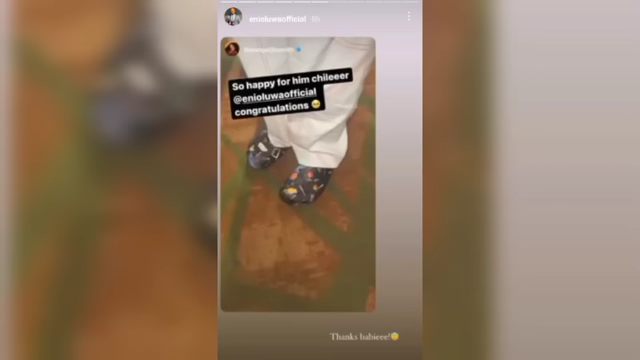 enioluwaofficial
So happy for him chileeer
@enioluwaofficial
congratulations 🥹
Thanks babieee!😇